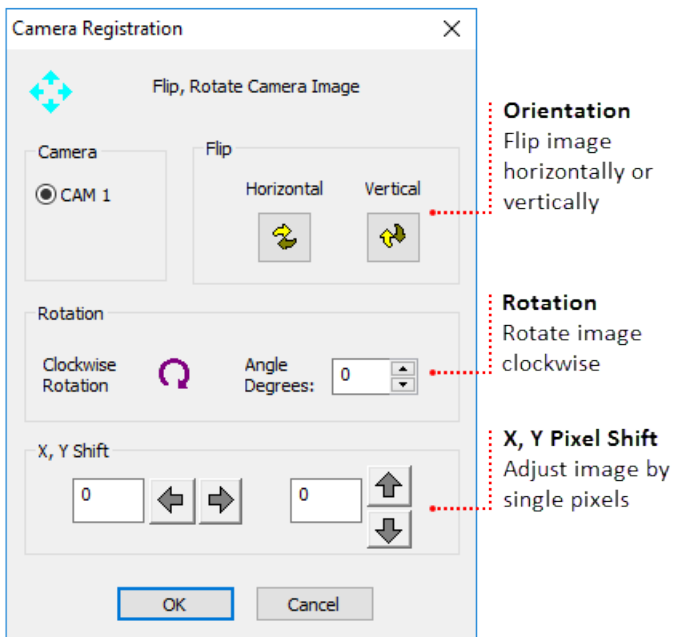 Camera Registration
Flip, Rotate Camera Image
Camera
CAM 1
Flip
Horizontal
Vertical
Orientation
Flip image
horizontally or
vertically
Rotation
Clockwise
Rotation
Angle
Degrees:
0
Rotation
Rotate image
clockwise
X, Y Shift
0
0
X, Y Pixel Shift
Adjust image by
single pixels
OK
Cancel